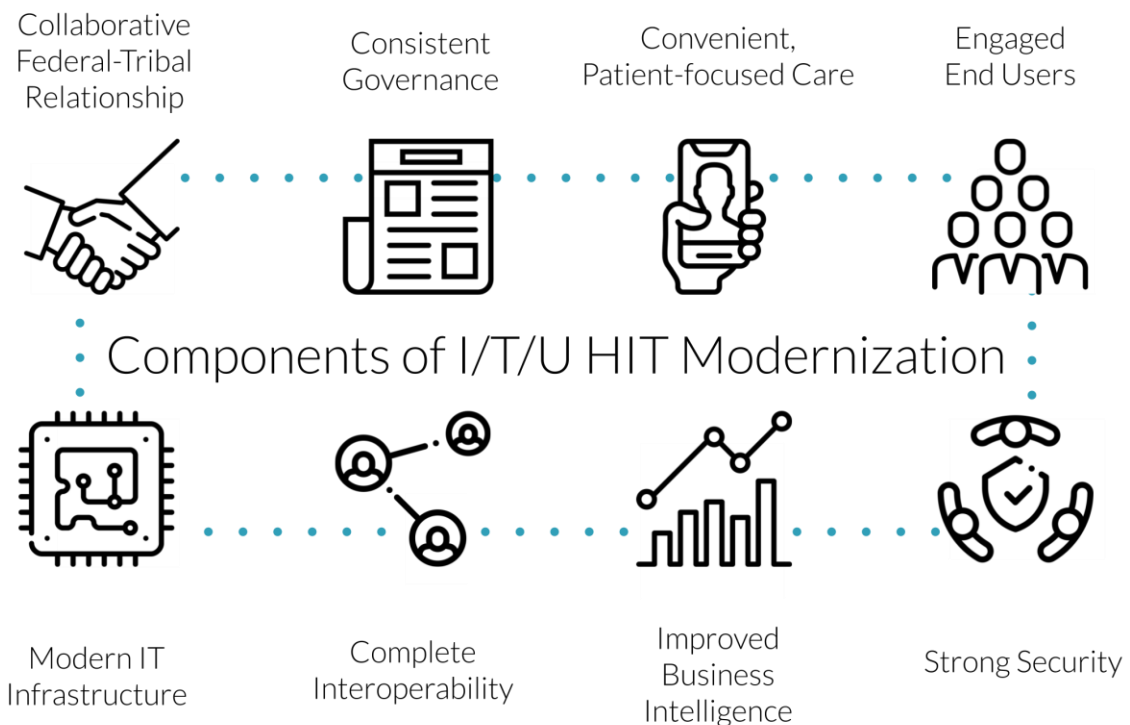 Collaborative
Federal-Tribal
Relationship
Consistent
Governance
Convenient,
Patient-focused Care
Engaged
End Users
Components of I/T/U HIT Modernization
Modern IT
Infrastructure
Complete
Interoperability
Improved
Business
Intelligence
Strong Security